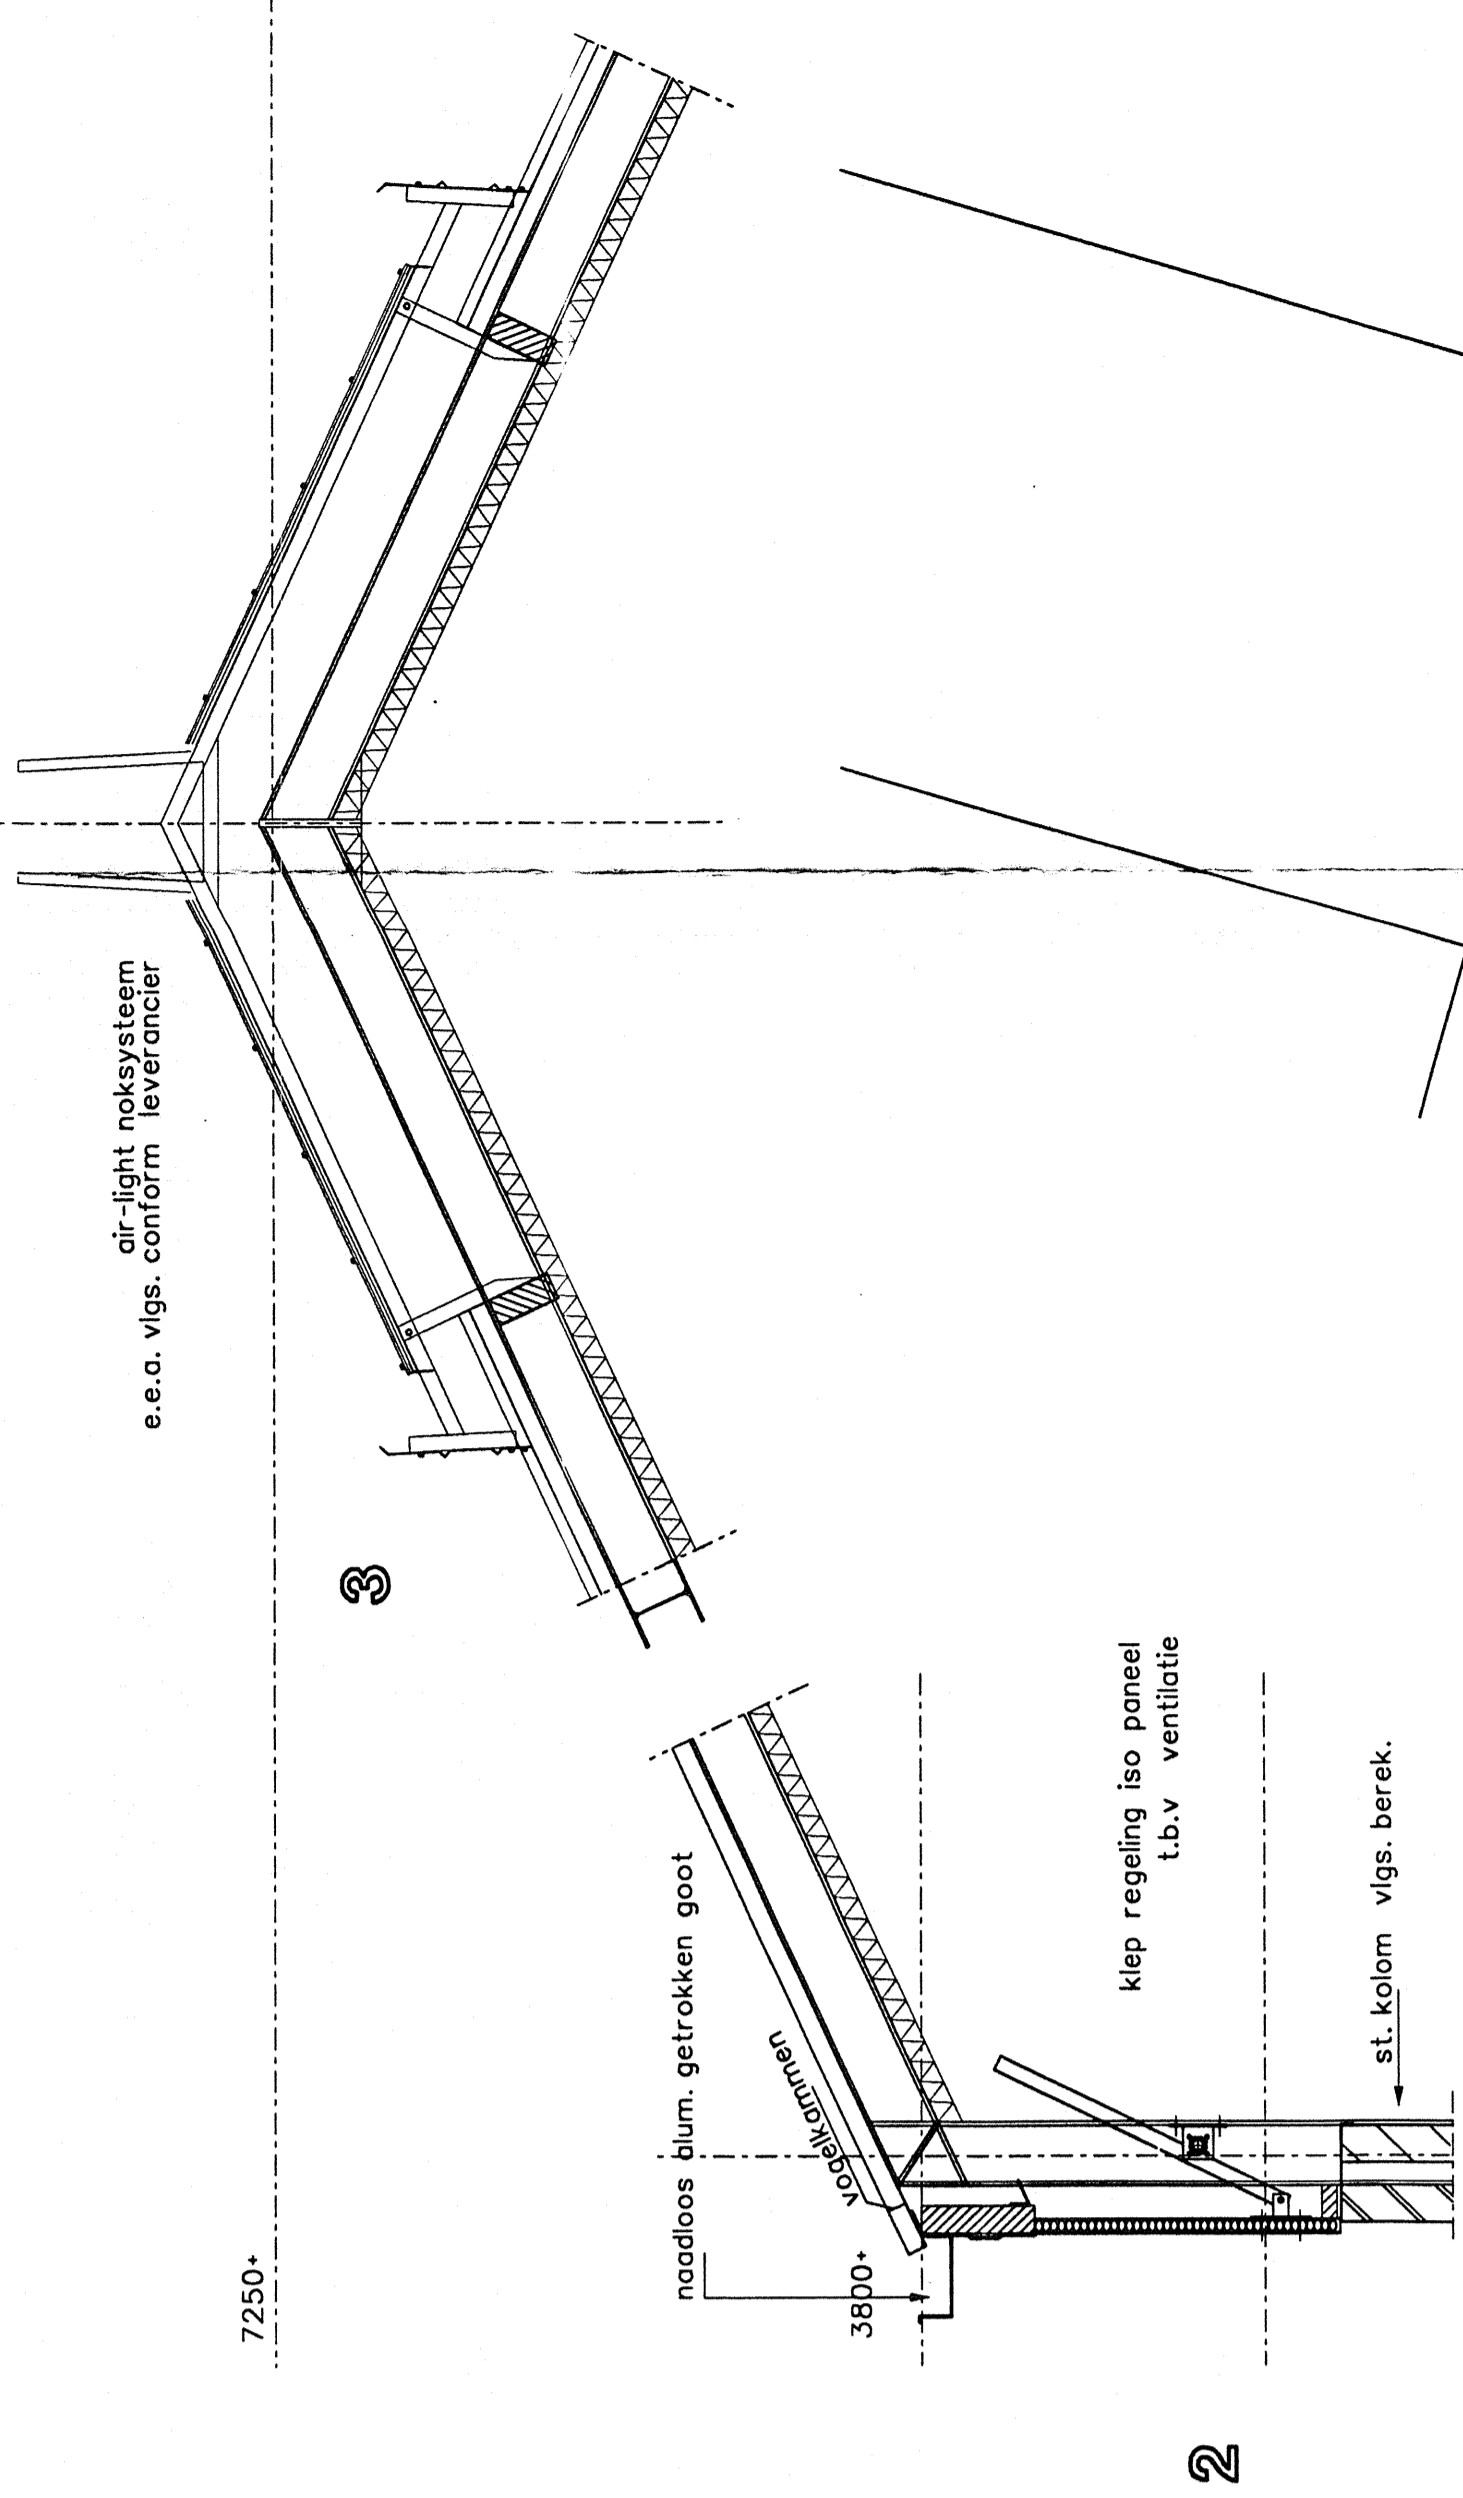 air-light noksysteem
e.e.a. vlgs. conform leverancier
7250+
3
naadloos alum. getrokken goot
vogelkammen
3800+
klep regeling iso paneel
t.b.v ventilatie
st. kolom vlgs. berek.
2